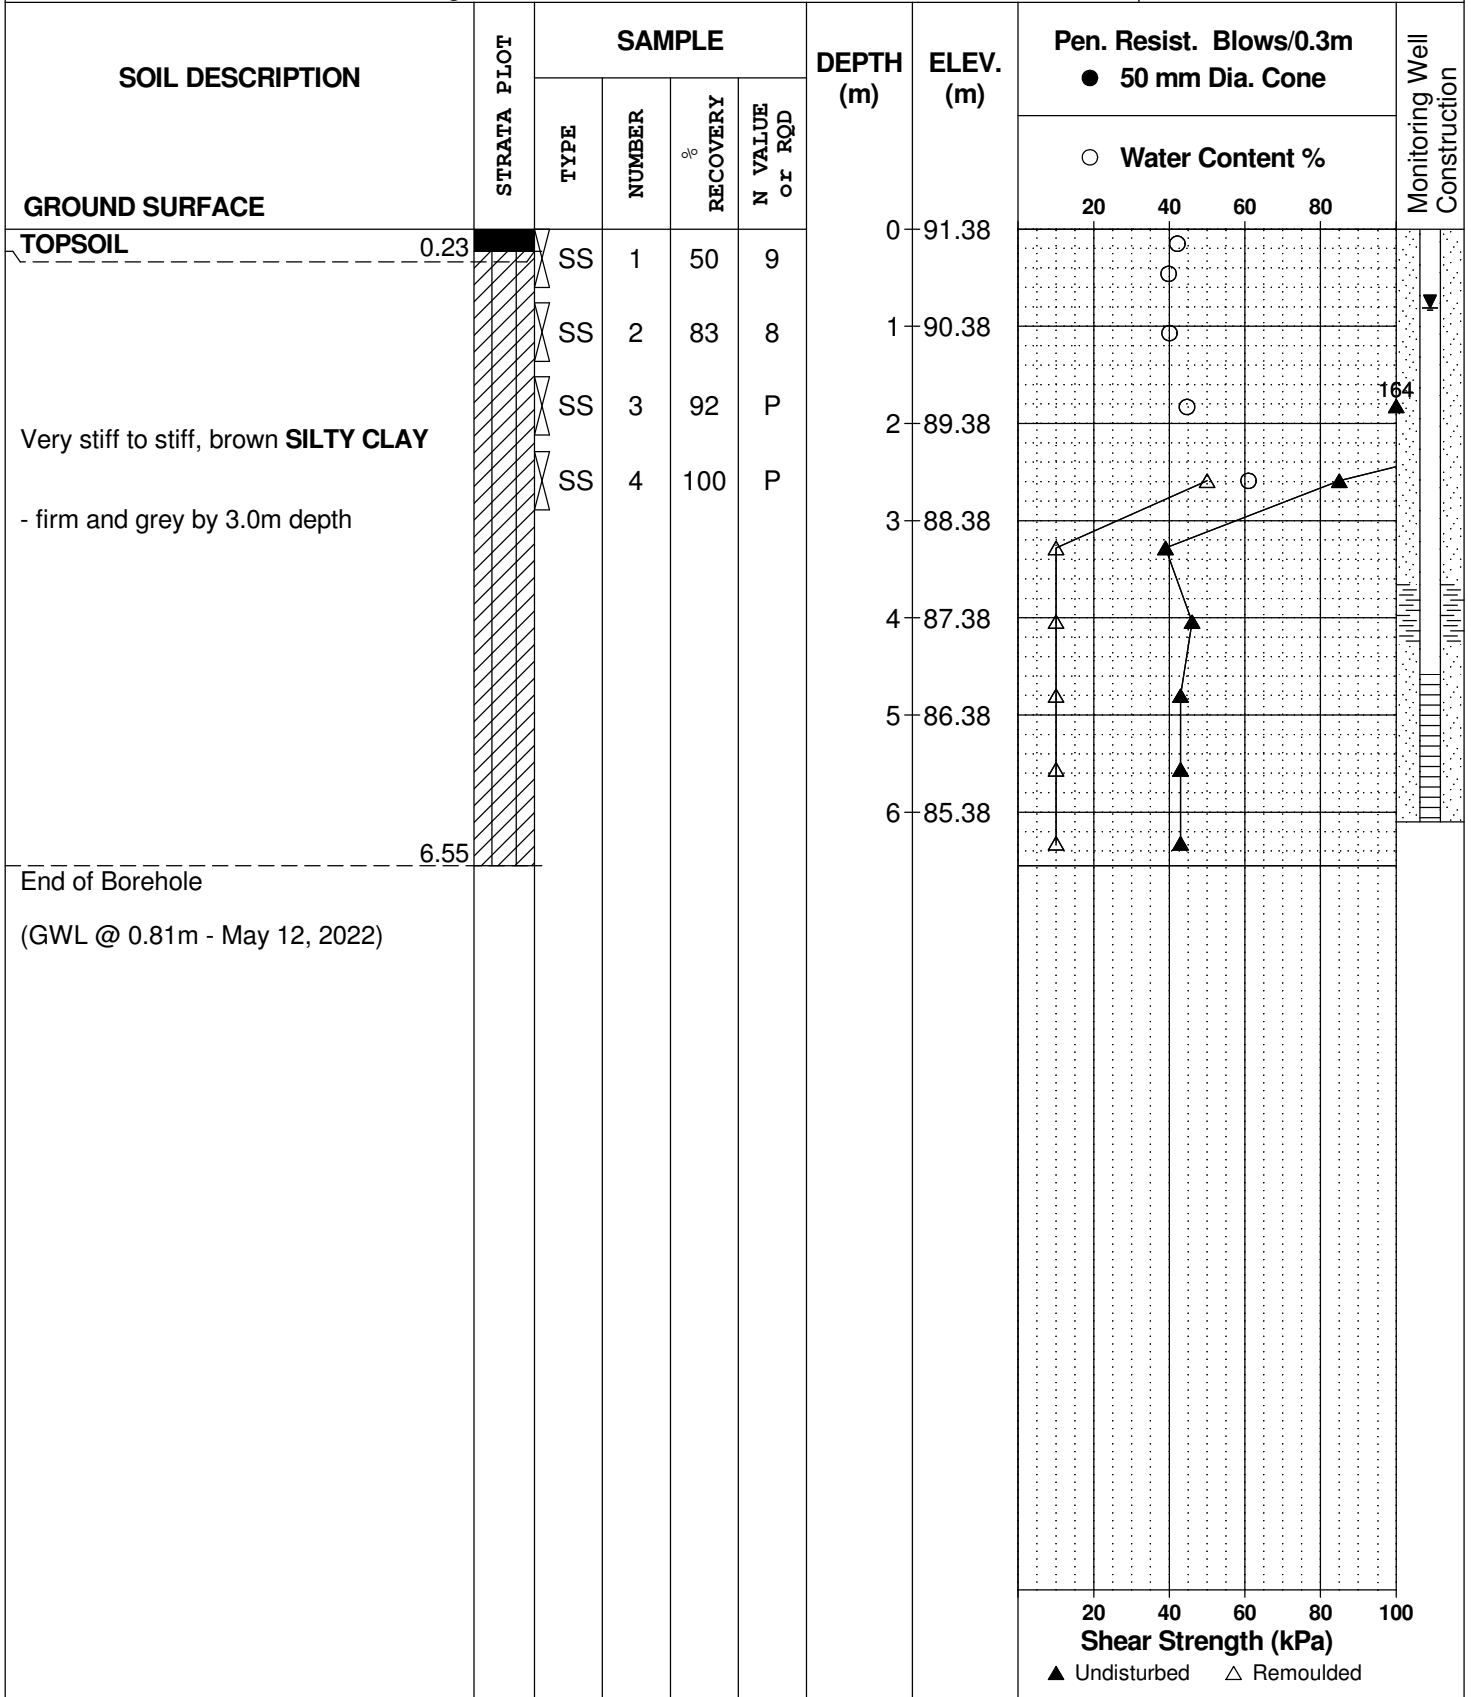 SOIL DESCRIPTION
GROUND SURFACE
STRATA PLOT
SAMPLE
TYPE
NUMBER
% RECOVERY
N VALUE or RQD
DEPTH (m)
ELEV. (m)
Pen. Resist. Blows/0.3m
● 50 mm Dia. Cone
○ Water Content %
20 40 60 80
Monitoring Well Construction
TOPSOIL 0.23
0 91.38
SS 1 50 9
1 90.38
SS 2 83 8
164
SS 3 92 P
2 89.38
Very stiff to stiff, brown SILTY CLAY
SS 4 100 P
- firm and grey by 3.0m depth
3 88.38
4 87.38
5 86.38
6 85.38
6.55
End of Borehole
(GWL @ 0.81m - May 12, 2022)
20 40 60 80 100
Shear Strength (kPa)
▲ Undisturbed △ Remoulded